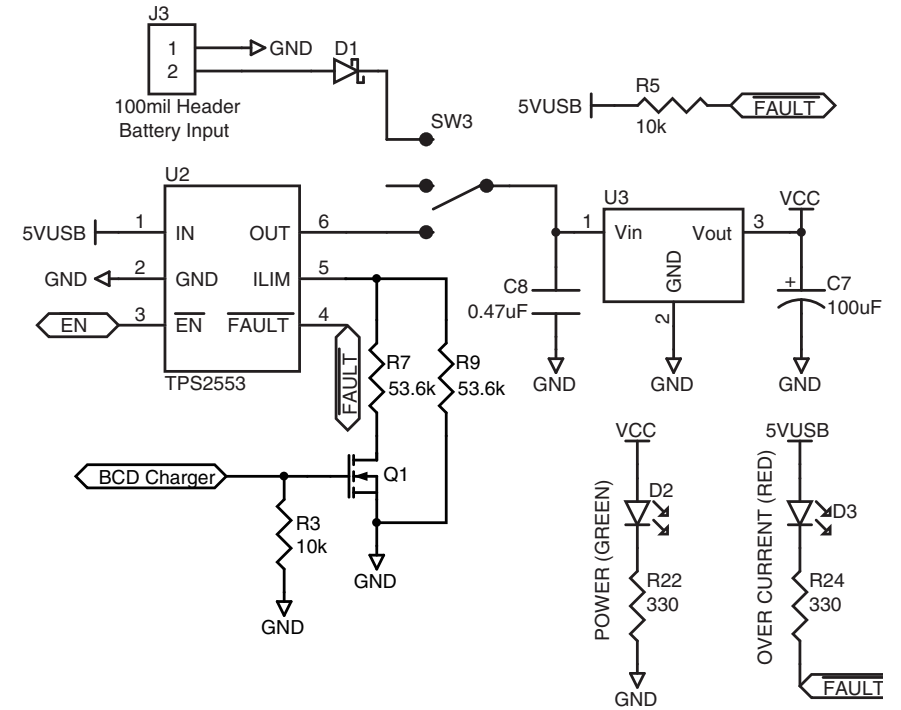 J3
1
GND
2
D1
100mil Header
Battery Input
SW3
R5
5VUSB
FAULT
10k
U2
5VUSB
1
IN
OUT
6
GND
2
GND
ILIM
5
EN
3
EN
FAULT
4
TPS2553
FAULT
R7
53.6k
R9
53.6k
U3
1
Vin
Vout
3
GND
2
VCC
C8
0.47uF
C7
+
100uF
GND
GND
GND
BCD Charger
Q1
R3
10k
GND
GND
VCC
D2
POWER (GREEN)
R22
330
GND
5VUSB
D3
OVER CURRENT (RED)
R24
330
FAULT